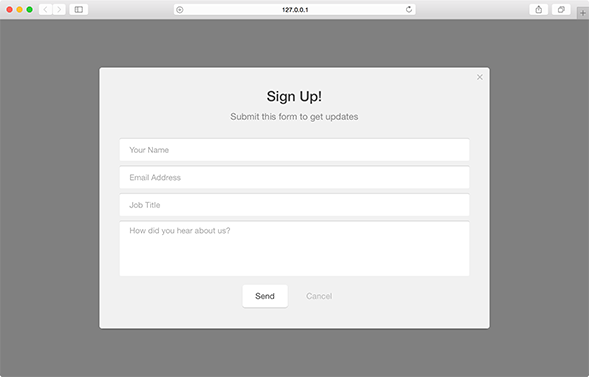 127.0.0.1
Sign Up!
Submit this form to get updates
Your Name
Email Address
Job Title
How did you hear about us?
Send Cancel